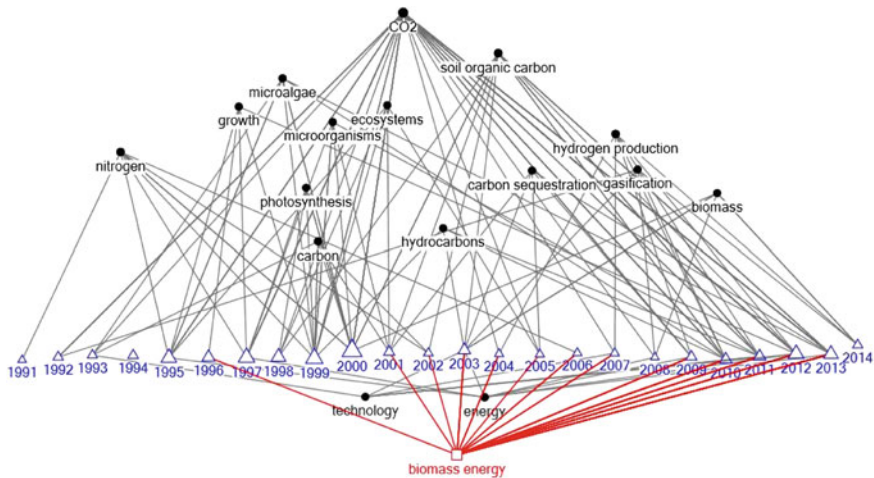 CO2
soil organic carbon
microalgae
growth
ecosystems
microorganisms
hydrogen production
nitrogen
carbon sequestration
gasification
photosynthesis
biomass
hydrocarbons
carbon
1991
1992
1993
1994
1995
1996
1997
1998
1999
2000
2001
2002
2003
2004
2005
2006
2007
2008
2009
2010
2011
2012
2013
2014
technology
energy
biomass energy